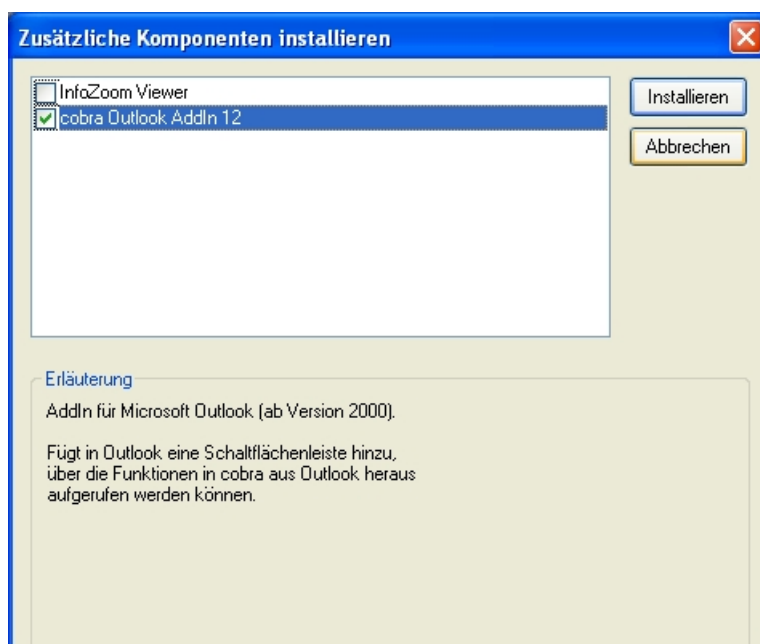 Zusätzliche Komponenten installieren
InfoZoom Viewer
cobra Outlook AddIn 12
Installieren
Abbrechen
Erläuterung
AddIn für Microsoft Outlook (ab Version 2000).
Fügt in Outlook eine Schaltflächenleiste hinzu,
über die Funktionen in cobra aus Outlook heraus
aufgerufen werden können.